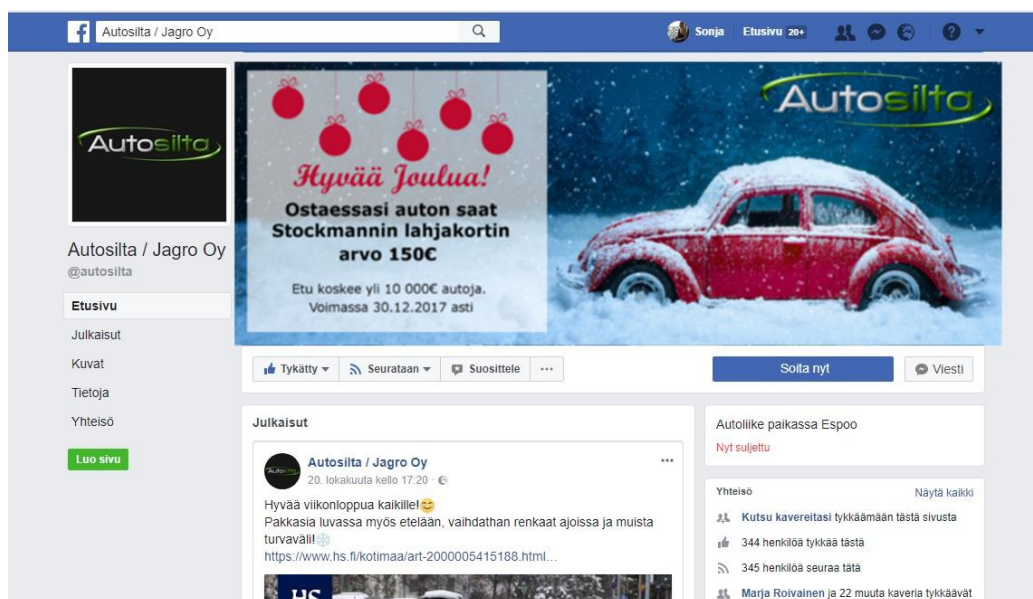 Autosilta / Jagro Oy
Sonja Etusivu 20+
Autosilta
Autosilta
Hyvää Joulua!
Ostaessasi auton saat
Stockmannin lahjakortin
arvo 150€
Etu koskee yli 10 000€ autoja.
Voimassa 30.12.2017 asti
Autosilta / Jagro Oy
@autosilta
Etusivu
Julkaisut
Kuvat
Tietoja
Yhteisö
Luo sivu
Tykätty Seurataan Suosittele ...
Soita nyt Viesti
Julkaisut
Autosilta / Jagro Oy
20. lokakuuta kello 17:20 ·
Hyvää viikonloppua kaikille!😊
Pakkasia luvassa myös etelään, vaihdathan renkaat ajoissa ja muista
turvaväli!❄
https://www.hs.fi/kotimaa/art-2000005415188.html...
HS
Autoliike paikassa Espoo
Nyt suljettu
Yhteisö Näytä kaikki
Kutsu kavereitasi tykkäämään tästä sivusta
344 henkilöä tykkää tästä
345 henkilöä seuraa tätä
Marja Roivainen ja 22 muuta kaveria tykkäävät